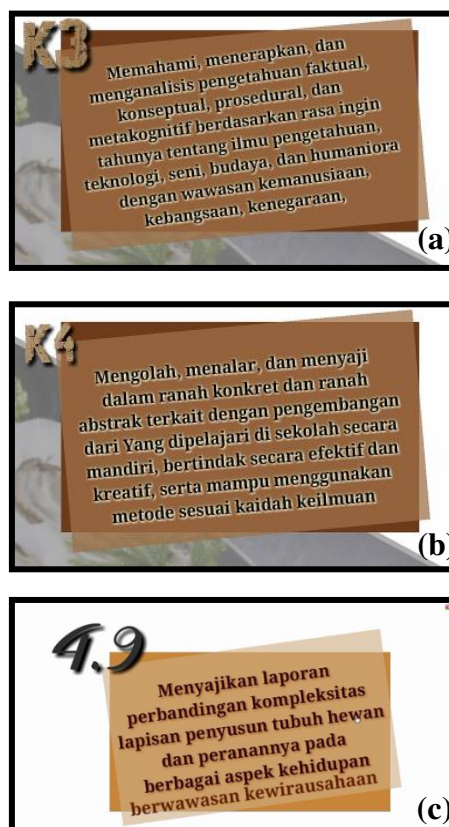 K3
Memahami, menerapkan, dan
menganalisis pengetahuan faktual,
konseptual, prosedural, dan
metakognitif berdasarkan rasa ingin
tahunya tentang ilmu pengetahuan,
teknologi, seni, budaya, dan humaniora
dengan wawasan kemanusiaan,
kebangsaan, kenegaraan,
(a)
K4
Mengolah, menalar, dan menyaji
dalam ranah konkret dan ranah
abstrak terkait dengan pengembangan
dari Yang dipelajari di sekolah secara
mandiri, bertindak secara efektif dan
kreatif, serta mampu menggunakan
metode sesuai kaidah keilmuan
(b)
4.9
Menyajikan laporan
perbandingan kompleksitas
lapisan penyusun tubuh hewan
dan peranannya pada
berbagai aspek kehidupan
berwawasan kewirausahaan
(c)